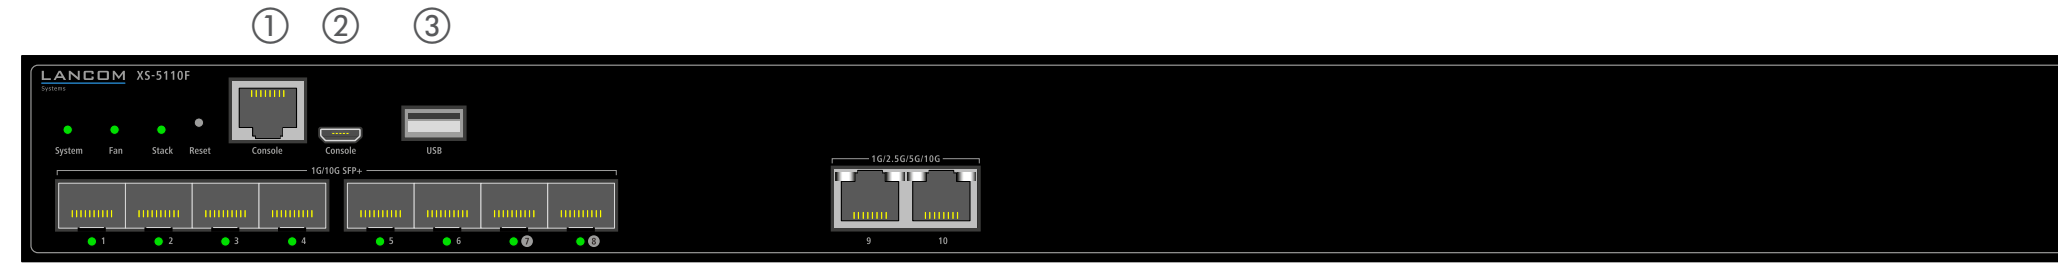 ① ② ③
LANCOM XS-5110F
Systems
System Fan Stack Reset Console Console USB
1G/10G SFP+
1G/2.5G/5G/10G
1 2 3 4 5 6 7 8 9 10